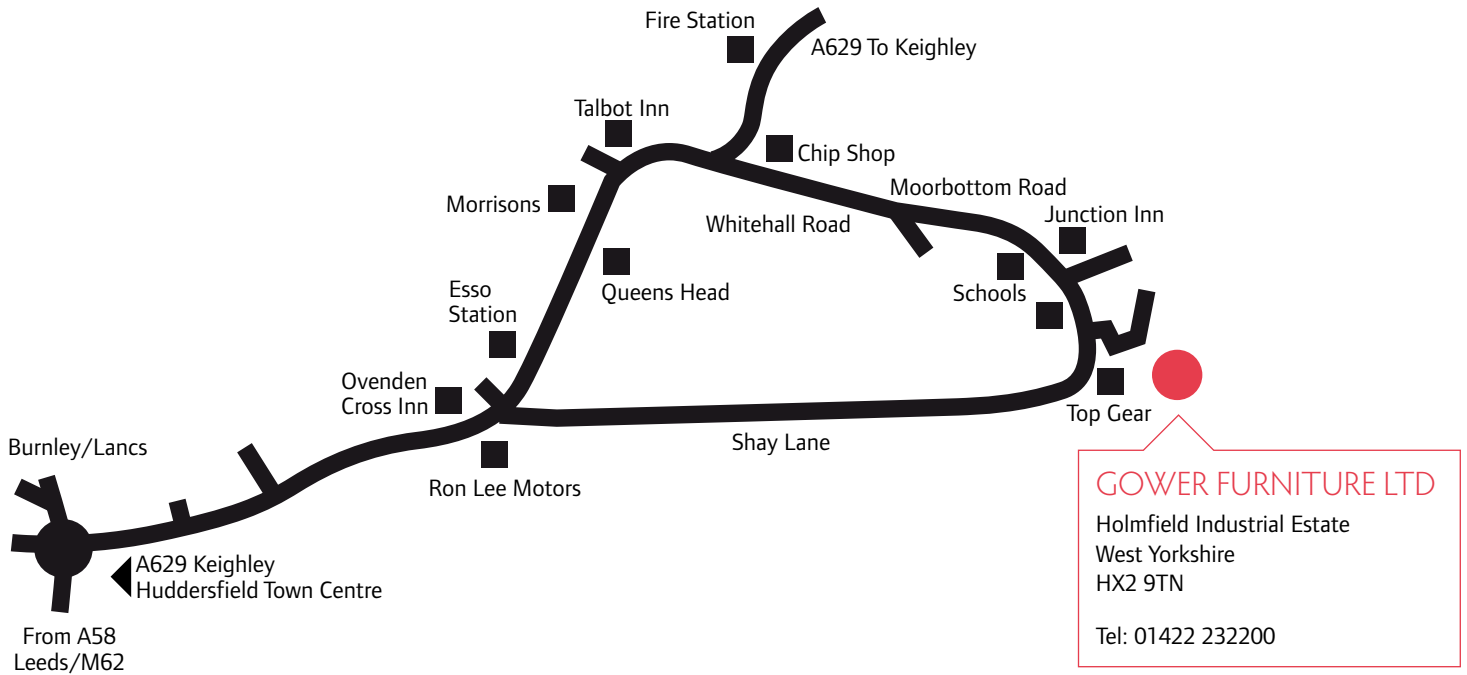 Fire Station
A629 To Keighley
Talbot Inn
Chip Shop
Moorbottom Road
Morrisons
Whitehall Road
Junction Inn
Esso
Station
Queens Head
Schools
Ovenden
Cross Inn
Top Gear
Burnley/Lancs
Shay Lane
Ron Lee Motors
GOWER FURNITURE LTD
Holmfield Industrial Estate
West Yorkshire
HX2 9TN
Tel: 01422 232200
A629 Keighley
Huddersfield Town Centre
From A58
Leeds/M62